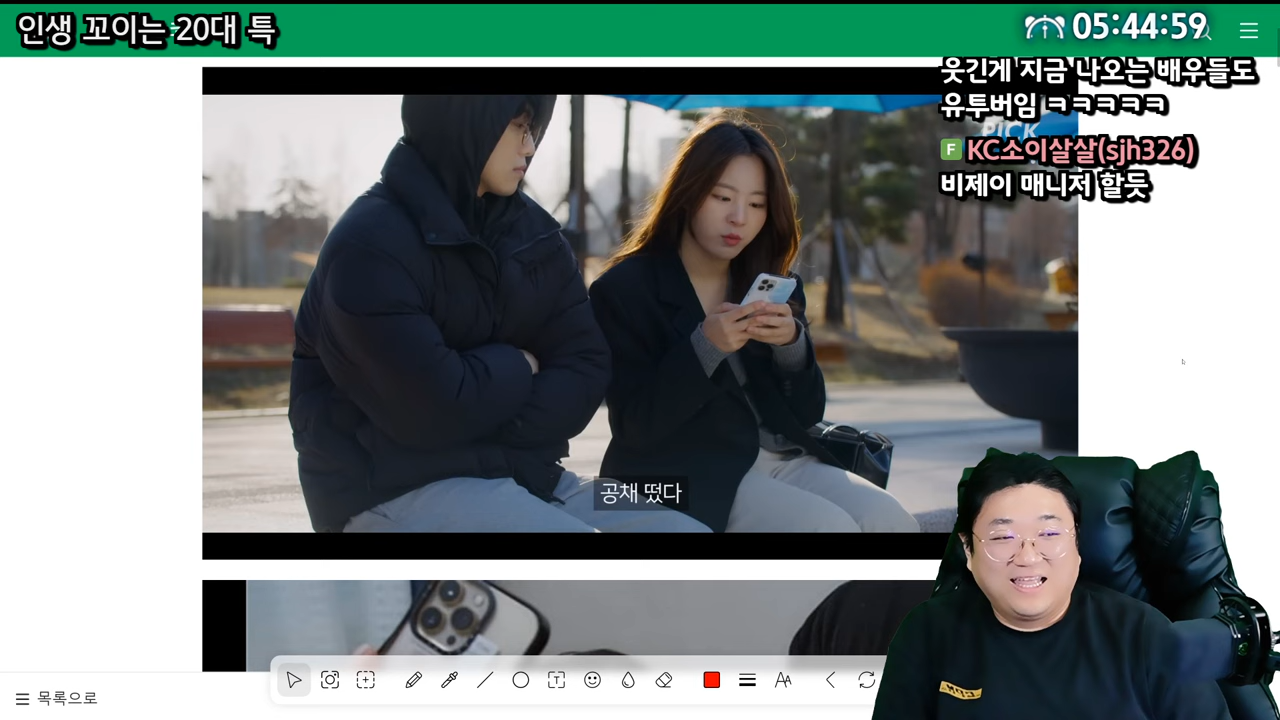 인생 꼬이는 20대 특
05:44:59
웃긴게 지금 나오는 배우들도
유투버임 ㅋㅋㅋㅋㅋ
PICK
F KC소이살살(sjh326)
비제이 매니저 할듯
공채 떴다
목록으로